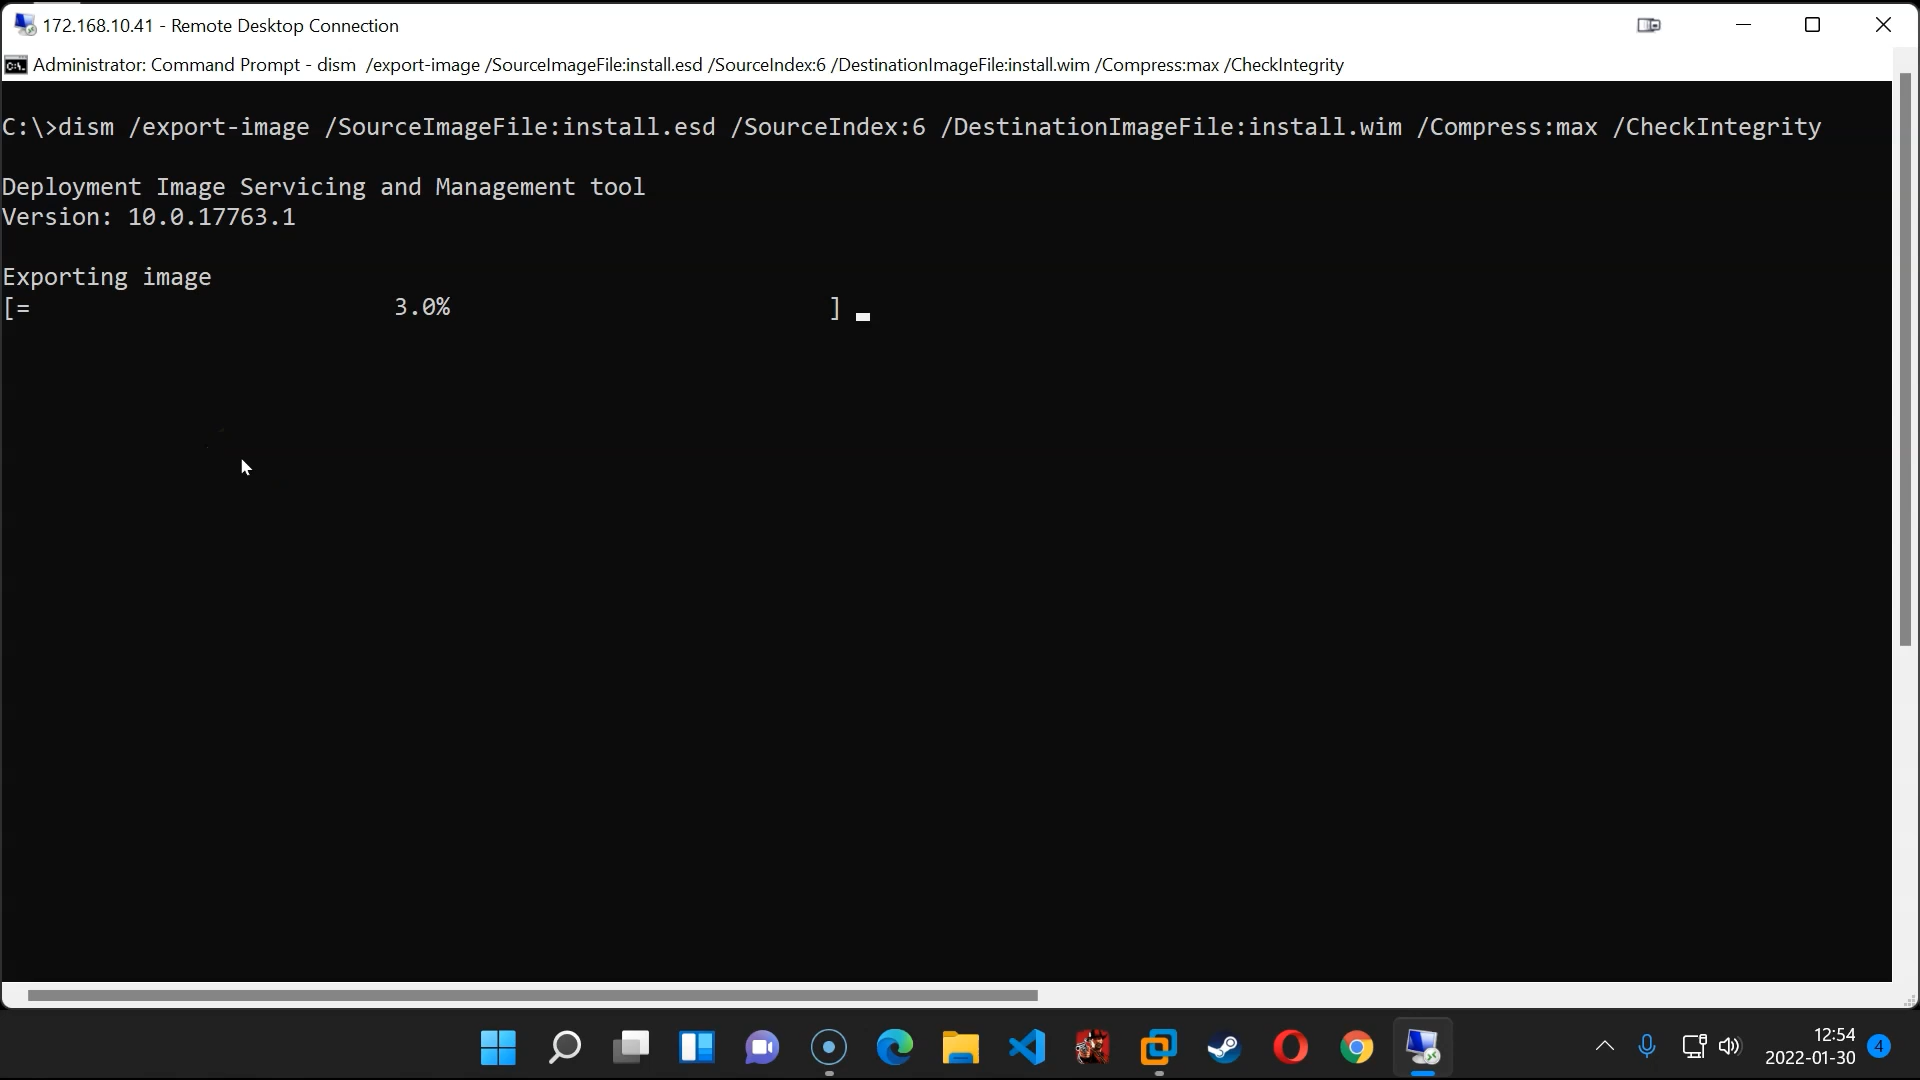 172.168.10.41 - Remote Desktop Connection
Administrator: Command Prompt - dism  /export-image /SourceImageFile:install.esd /SourceIndex:6 /DestinationImageFile:install.wim /Compress:max /CheckIntegrity
C:\>dism /export-image /SourceImageFile:install.esd /SourceIndex:6 /DestinationImageFile:install.wim /Compress:max /CheckIntegrity
Deployment Image Servicing and Management tool
Version: 10.0.17763.1
Exporting image
[=                          3.0%                           ]
12:54
2022-01-30
4